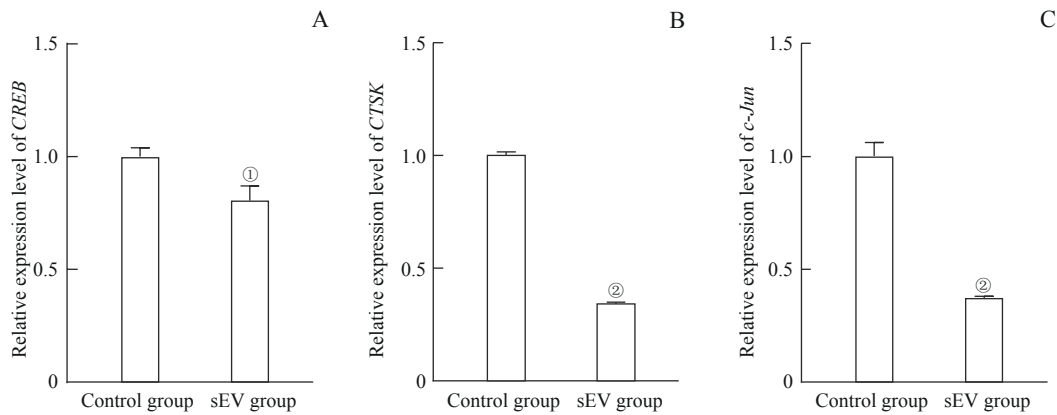 A
Relative expression level of CREB
1.5
1.0
0.5
0
①
Control group
sEV group
B
Relative expression level of CTSK
1.5
1.0
0.5
0
②
Control group
sEV group
C
Relative expression level of c-Jun
1.5
1.0
0.5
0
②
Control group
sEV group